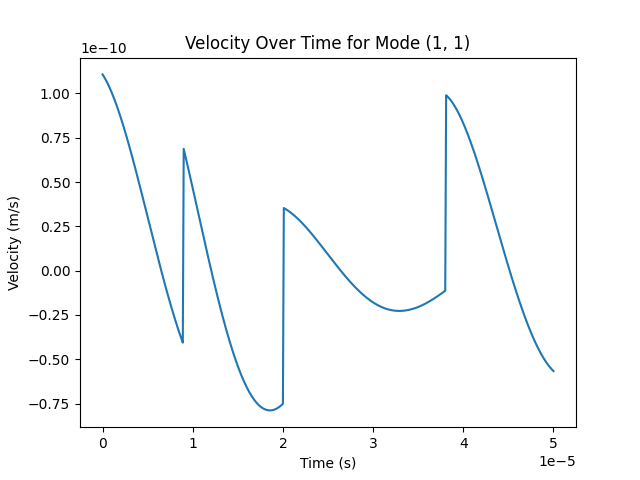 Velocity Over Time for Mode (1, 1)
1e−10
1.00
0.75
0.50
0.25
0.00
−0.25
−0.50
−0.75
Velocity (m/s)
0 1 2 3 4 5
Time (s)
1e−5